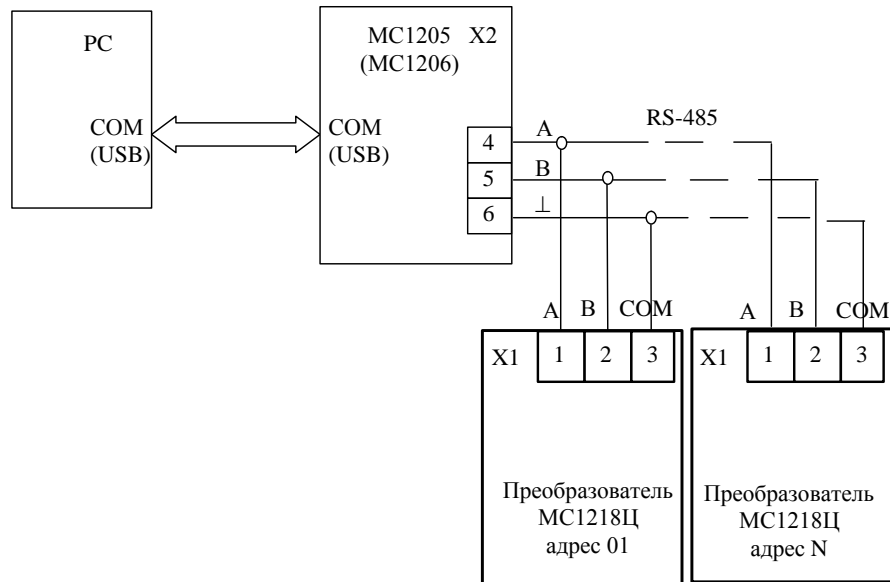 PC
COM
(USB)
МС1205 X2
(МС1206)
COM
(USB)
4
5
6
A
B
⊥
RS-485
A
B
COM
X1
1
2
3
Преобразователь
МС1218Ц
адрес 01
A
B
COM
X1
1
2
3
Преобразователь
МС1218Ц
адрес N